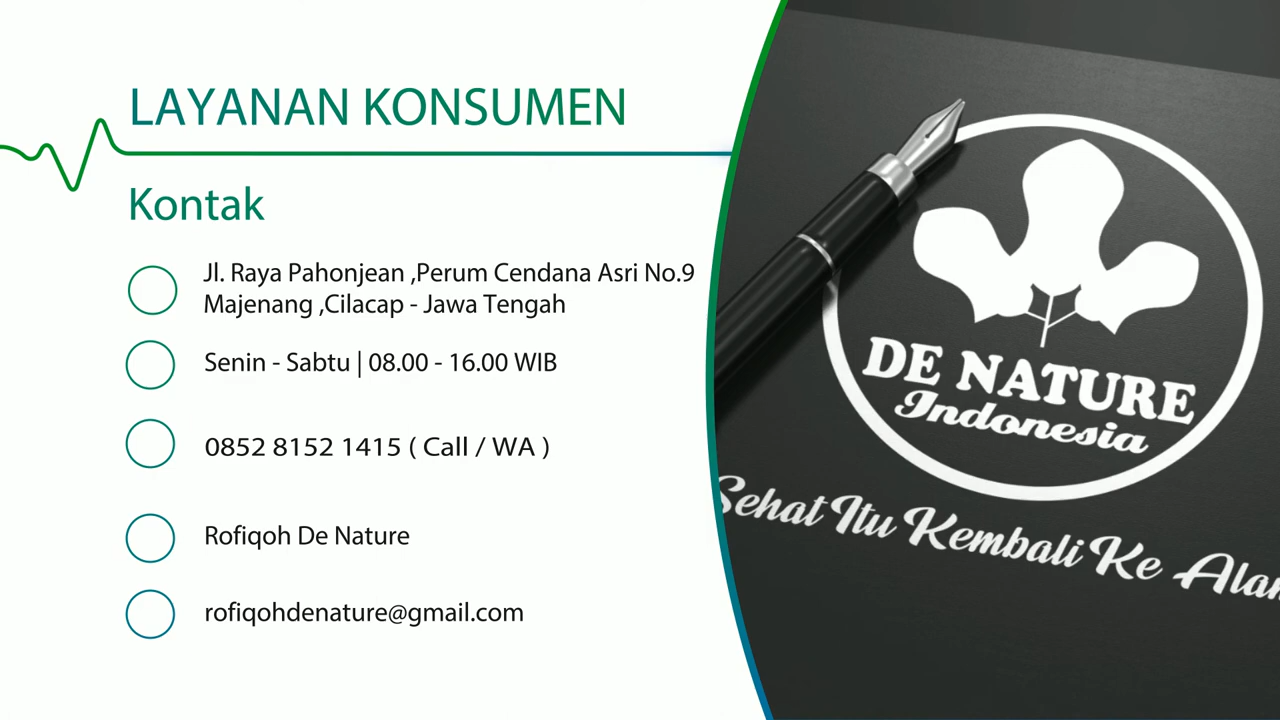 LAYANAN KONSUMEN
Kontak
Jl. Raya Pahonjean ,Perum Cendana Asri No.9
Majenang ,Cilacap - Jawa Tengah
Senin - Sabtu | 08.00 - 16.00 WIB
0852 8152 1415 ( Call / WA )
Rofiqoh De Nature
rofiqohdenature@gmail.com
DE NATURE
Indonesia
Sehat Itu Kembali Ke Alam